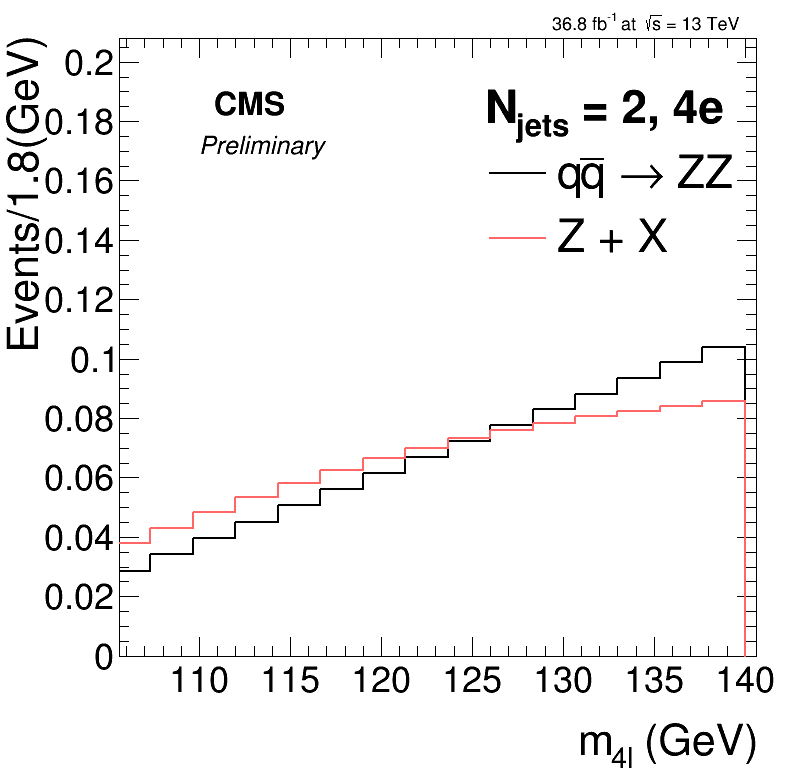 36.8 fb⁻¹ at √s = 13 TeV
CMS
Preliminary
N_jets = 2, 4e
qq̅ → ZZ
Z + X
Events/1.8(GeV)
0.2
0.18
0.16
0.14
0.12
0.1
0.08
0.06
0.04
0.02
0
110 115 120 125 130 135 140
m_4l (GeV)